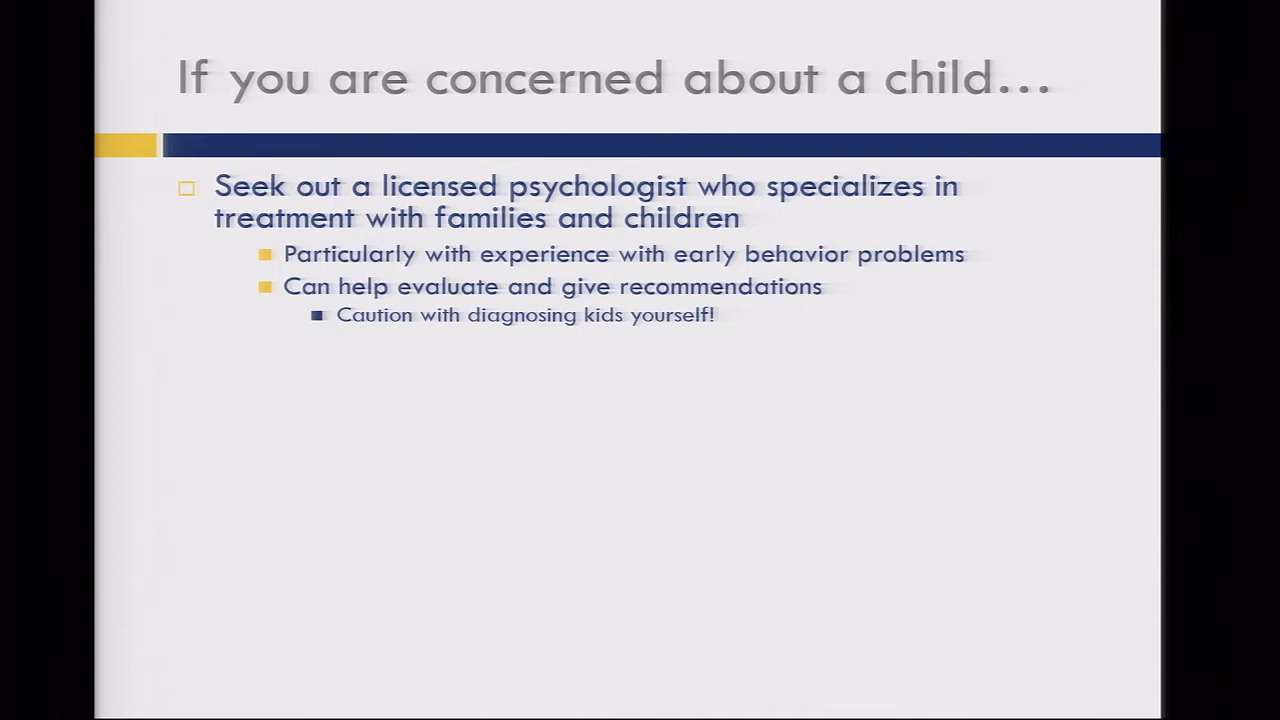 If you are concerned about a child...
Seek out a licensed psychologist who specializes in
treatment with families and children
Particularly with experience with early behavior problems
Can help evaluate and give recommendations
Caution with diagnosing kids yourself!